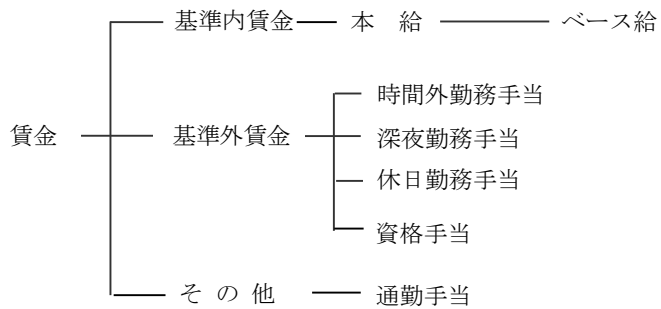 基準内賃金 本 給 ベース給
時間外勤務手当
賃金 基準外賃金 深夜勤務手当
休日勤務手当
資格手当
そ の 他 通勤手当